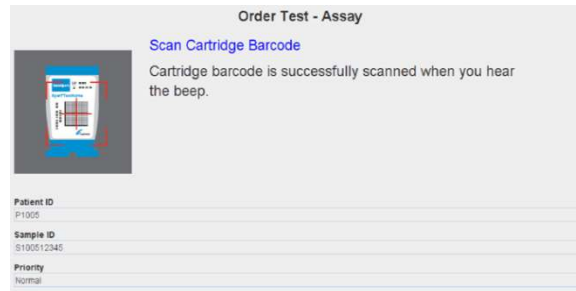 Order Test - Assay
Scan Cartridge Barcode
Cartridge barcode is successfully scanned when you hear
the beep.
Patient ID
P1005
Sample ID
S100512345
Priority
Normal